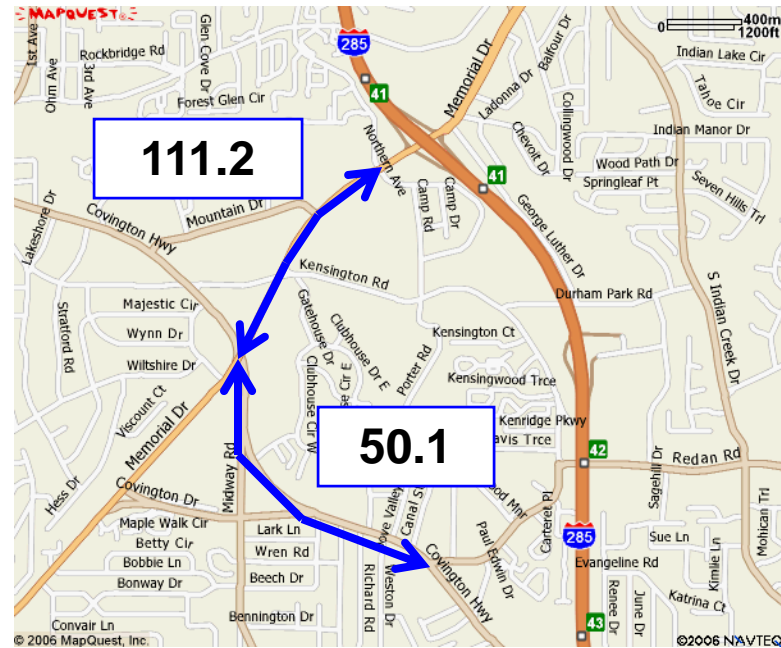 MAPQUEST
400m
0
1200ft
285
1st Ave
Rockbridge Rd
Ohm Ave
3rd Ave
Glen Cove Dr
Forest Glen Cir
41
Memorial Dr
Ladonna Dr
Balfour Dr
Collingwood Dr
Chevoit Dr
Indian Lake Cir
Tahoe Cir
Indian Manor Dr
Wood Path Dr
Springleaf Pt
Seven Hills Trl
111.2
Northern Ave
41
Camp Rd
Camp Dr
George Luther Dr
Lakeshore Dr
Covington Hwy
Mountain Dr
Kensington Rd
Durham Park Rd
S Indian Creek Dr
Stratford Rd
Majestic Cir
Wynn Dr
Wiltshire Dr
Gatehouse Dr
Clubhouse Dr E
Clubhouse Cir W
Cir E
Porter Rd
Kensington Ct
Kensingwood Trce
Kenridge Pkwy
Viscount Ct
Memorial Dr
50.1
42
Redan Rd
Hess Dr
Covington Dr
Midway Rd
Canal
Mnr
Carteret Pl
Sagehill Dr
Mohican Trl
Maple Walk Cir
Betty Cir
Bobbie Ln
Bonway Dr
Lark Ln
Wren Rd
Beech Dr
Richard Rd
Weston Dr
Covington Hwy
Paul Edwin Dr
285
Sue Ln
Kimlie Ln
Evangeline Rd
Renee Dr
June Dr
Katrina Ct
Convair Ln
Bennington Dr
43
© 2006 MapQuest, Inc.
©2006 NAVTEQ